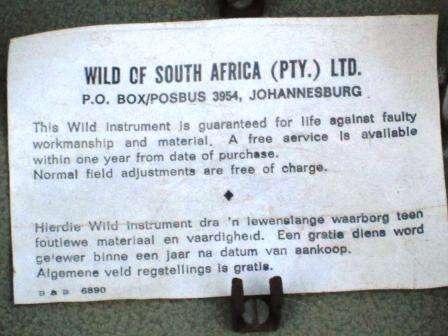 WILD OF SOUTH AFRICA (PTY.) LTD.
P.O. BOX/POSBUS 3954, JOHANNESBURG
This Wild instrument is guaranteed for life against faulty
workmanship and material. A free service is available
within one year from date of purchase.
Normal field adjustments are free of charge.
Hierdie Wild instrument dra 'n lewenslange waarborg teen
foutiewe materiaal en vaardigheid. Een gratis diens word
gelewer binne een jaar na datum van aankoop.
Algemene veld regstellings is gratis.
B & B 6890